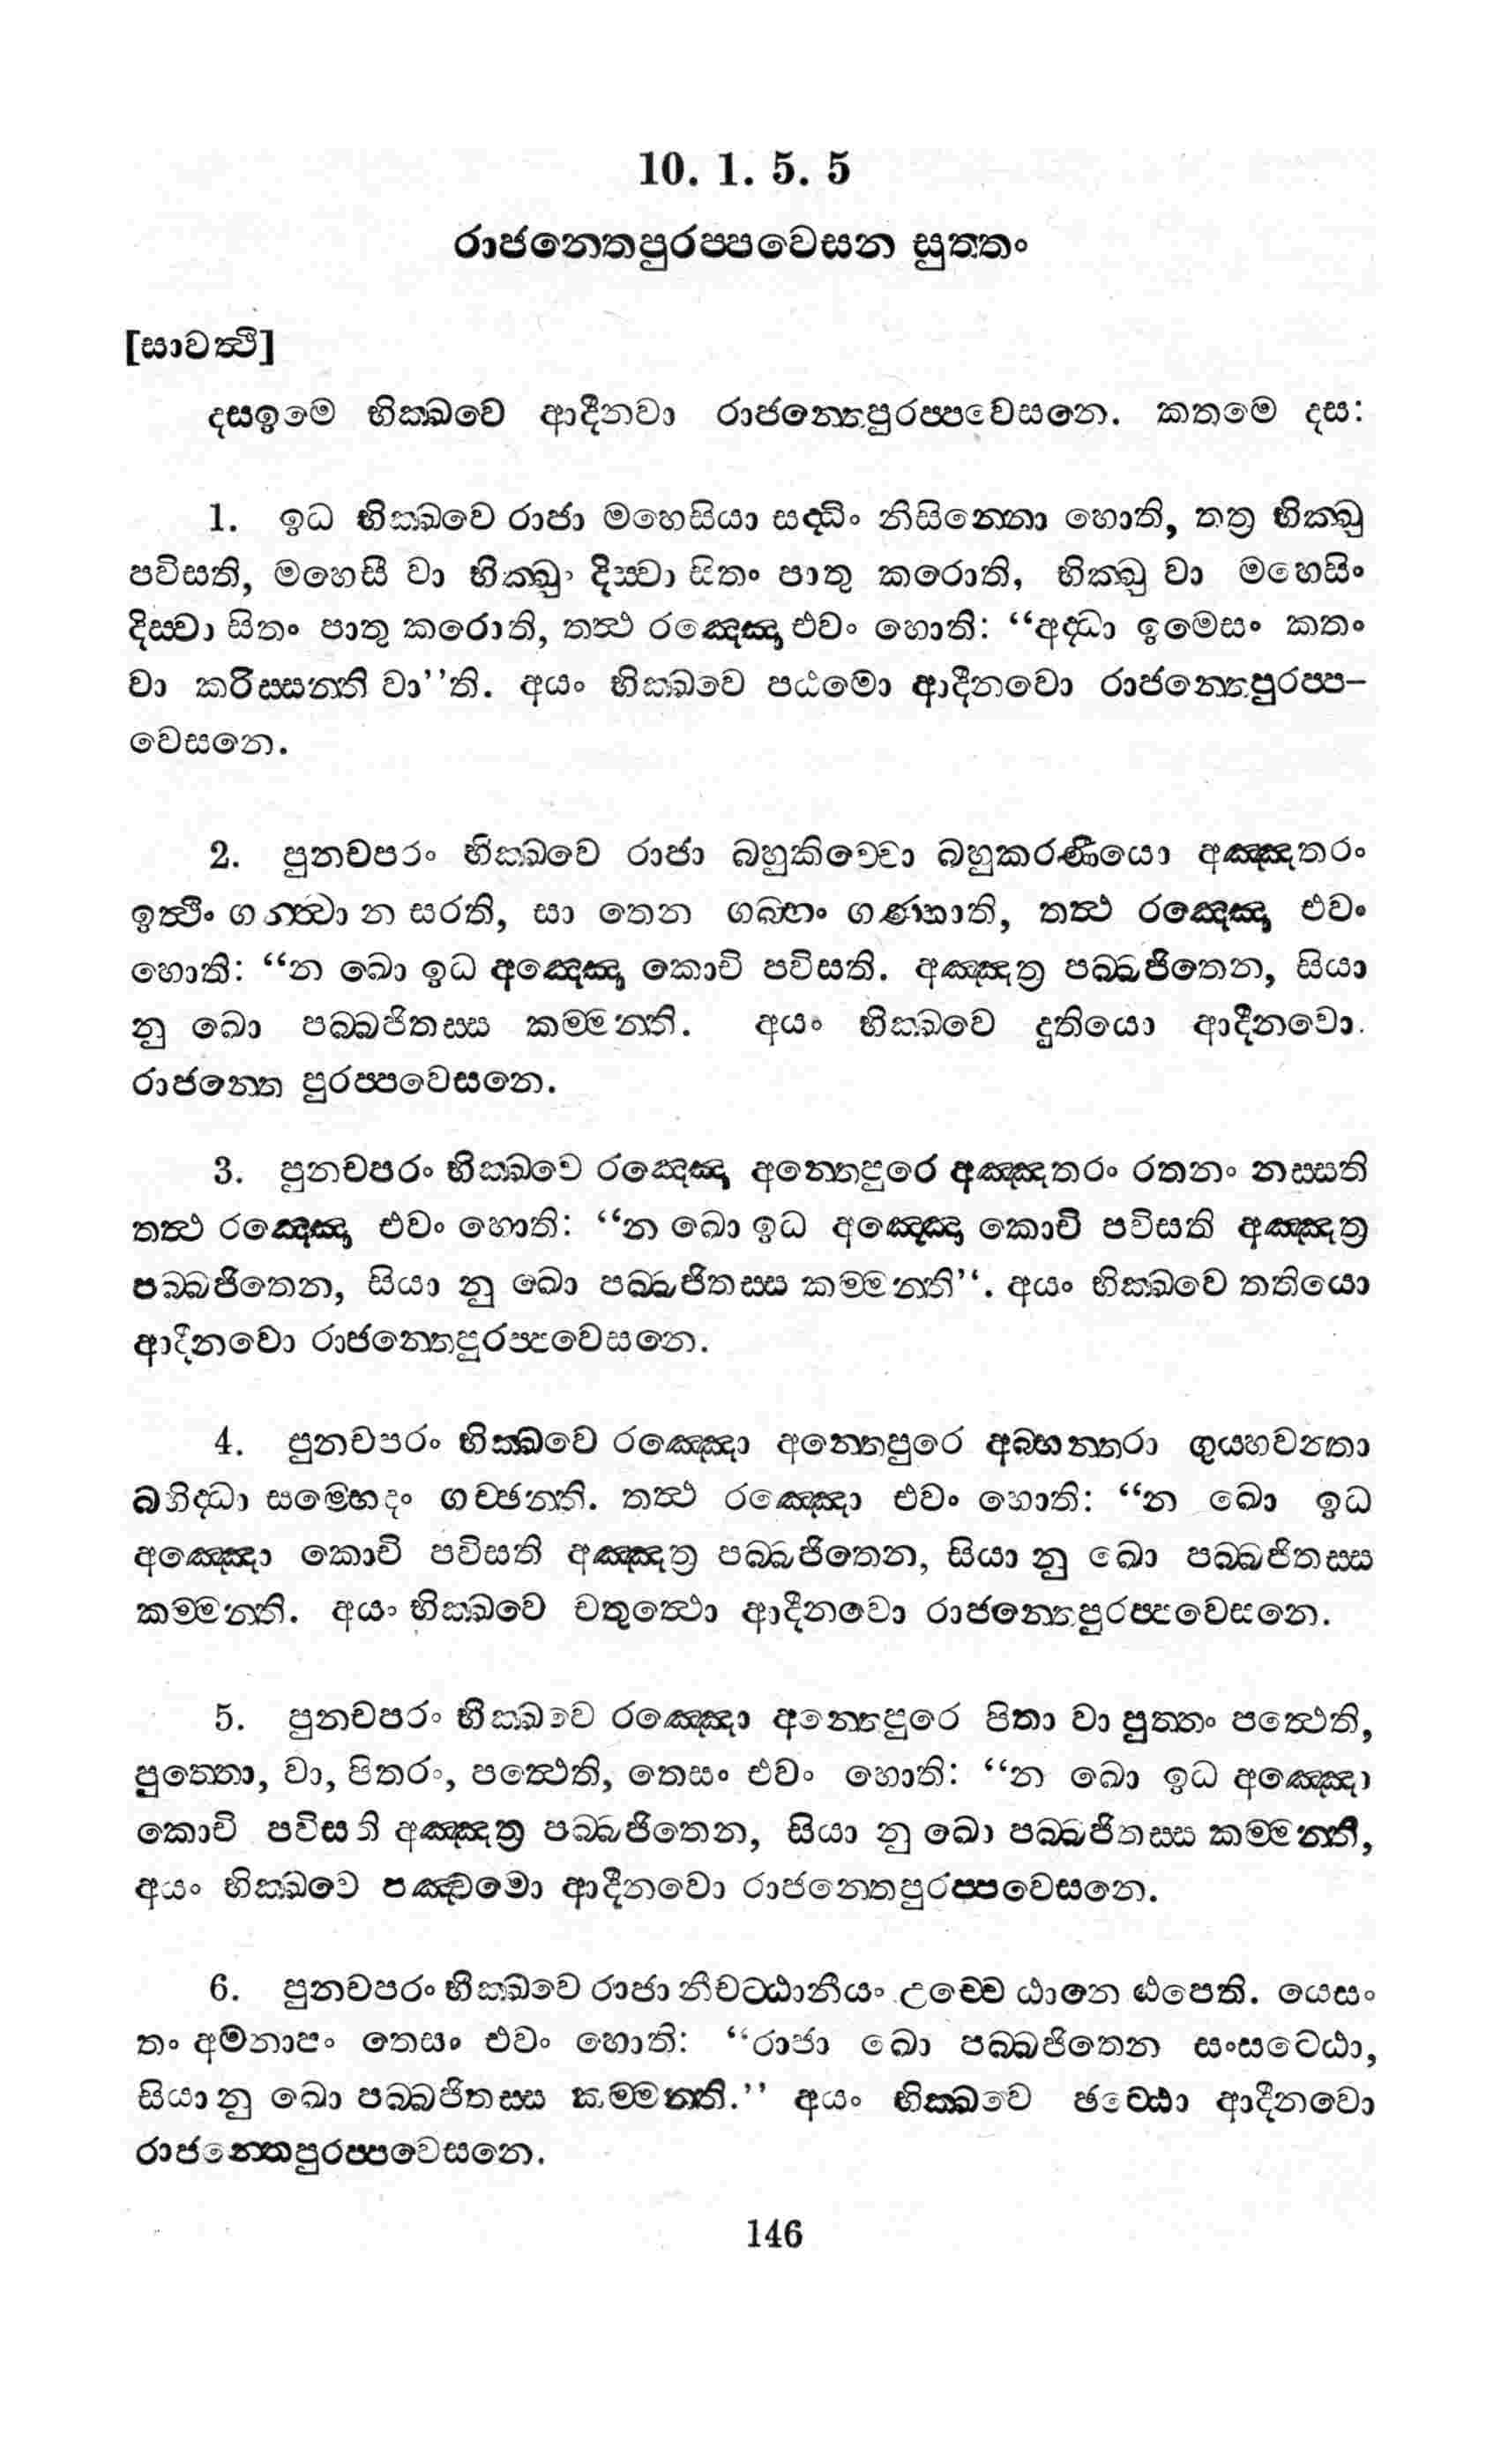 10. 1. 5. 5
රාජනෙතපුරප්පවෙසන සුත්තං
[සාවත්ථි]
දසඉමෙ භික්ඛවෙ ආදීනවා රාජන්තෙපුරප්පවෙසනෙ. කතමෙ දස:
1. ඉධ භික්ඛවෙ රාජා මහෙසියා සද්ධිං නිසින්නො හොති, තත්‍ර භික්ඛු
පවිසති, මහෙසී වා භික්ඛුං දිස්වා සිතං පාතු කරොති, භික්ඛු වා මහෙසිං
දිස්වා සිතං පාතු කරොති, තත්ථ රඤ්ඤො එවං හොති: “අද්ධා ඉමෙසං කතං
වා කරිස්සන්ති වා”ති. අයං භික්ඛවෙ පඨමො ආදීනවො රාජන්තෙපුරප්ප-
වෙසනෙ.
2. පුනචපරං භික්ඛවෙ රාජා බහුකිච්චො බහුකරණීයො අඤ්ඤතරං
ඉත්ථිං ගන්ත්වා න සරති, සා තෙන ගබ්භං ගණ්හාති, තත්ථ රඤ්ඤො එවං
හොති: “න ඛො ඉධ අඤ්ඤො කොචි පවිසති. අඤ්ඤත්‍ර පබ්බජිතෙන, සියා
නු ඛො පබ්බජිතස්ස කම්මන්ති. අයං භික්ඛවෙ දුතියො ආදීනවො.
රාජන්තෙ පුරප්පවෙසනෙ.
3. පුනචපරං භික්ඛවෙ රඤ්ඤො අන්තෙපුරෙ අඤ්ඤතරං රතනං නස්සති
තත්ථ රඤ්ඤො එවං හොති: “න ඛො ඉධ අඤ්ඤො කොචි පවිසති අඤ්ඤත්‍ර
පබ්බජිතෙන, සියා නු ඛො පබ්බජිතස්ස කම්මන්ති“. අයං භික්ඛවෙ තතියො
ආදීනවො රාජන්තෙපුරප්පවෙසනෙ.
4. පුනචපරං භික්ඛවෙ රඤ්ඤො අන්තෙපුරෙ අබ්භන්තරා ගුය්හවන්තා
බහිද්ධා සම්භෙදං ගච්ඡන්ති. තත්ථ රඤ්ඤො එවං හොති: “න ඛො ඉධ
අඤ්ඤො කොචි පවිසති අඤ්ඤත්‍ර පබ්බජිතෙන, සියා නු ඛො පබ්බජිතස්ස
කම්මන්ති. අයං භික්ඛවෙ චතුත්ථො ආදීනවො රාජන්තෙපුරප්පවෙසනෙ.
5. පුනචපරං භික්ඛවෙ රඤ්ඤො අන්තෙපුරෙ පිතා වා පුත්තං පත්ථෙති,
පුත්තො, වා, පිතරං, පත්ථෙති, තෙසං එවං හොති: “න ඛො ඉධ අඤ්ඤො
කොචි පවිසති අඤ්ඤත්‍ර පබ්බජිතෙන, සියා නු ඛො පබ්බජිතස්ස කම්මන්ති,
අයං භික්ඛවෙ පඤ්චමො ආදීනවො රාජනෙතපුරප්පවෙසනෙ.
6. පුනචපරං භික්ඛවෙ රාජා නීචට්ඨානීයං උච්චෙ ඨානෙ ඨපෙති. යෙසං
තං අමනාපං තෙසං එවං හොති: “රාජා ඛො පබ්බජිතෙන සංසට්ඨො,
සියා නු ඛො පබ්බජිතස්ස කම්මන්ති.” අයං භික්ඛවෙ ඡට්ඨො ආදීනවො
රාජන්තෙපුරප්පවෙසනෙ.
146